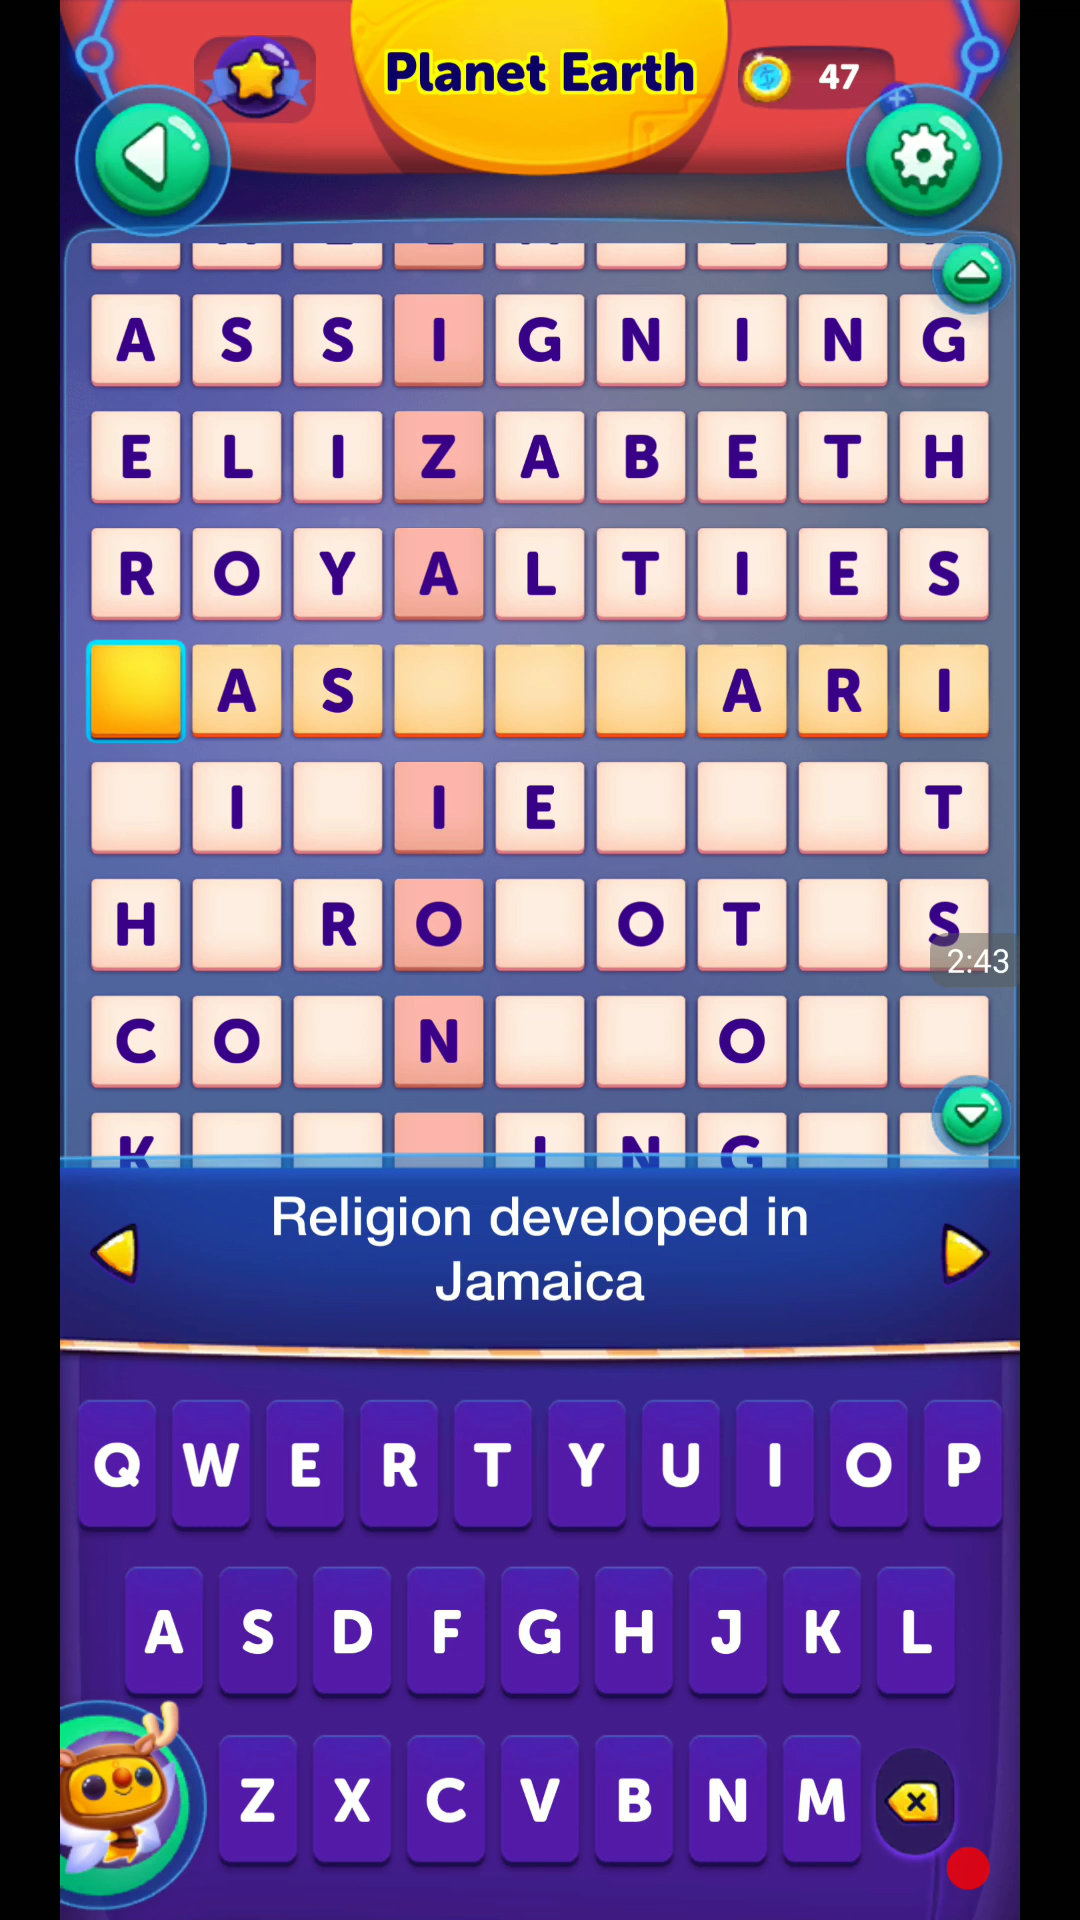 Planet Earth
47
A S S I G N I N G
E L I Z A B E T H
R O Y A L T I E S
A S A R I
I I E T
H R O O T S
2:43
C O N O
K I N G
Religion developed in
Jamaica
Q W E R T Y U I O P
A S D F G H J K L
Z X C V B N M